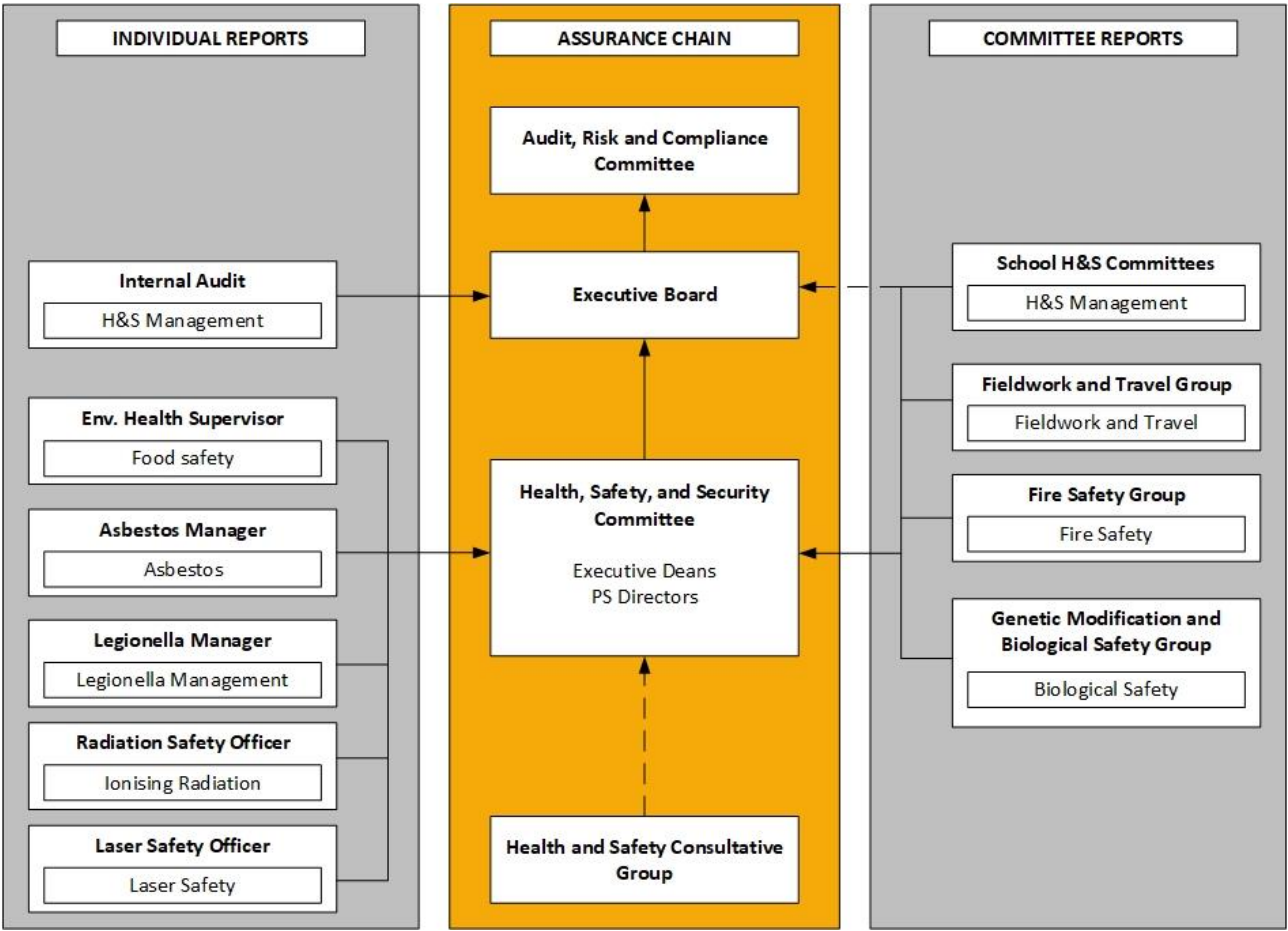 INDIVIDUAL REPORTS
Internal Audit
H&S Management
Env. Health Supervisor
Food safety
Asbestos Manager
Asbestos
Legionella Manager
Legionella Management
Radiation Safety Officer
Ionising Radiation
Laser Safety Officer
Laser Safety
ASSURANCE CHAIN
Audit, Risk and Compliance
Committee
Executive Board
Health, Safety, and Security
Committee
Executive Deans
PS Directors
Health and Safety Consultative
Group
COMMITTEE REPORTS
School H&S Committees
H&S Management
Fieldwork and Travel Group
Fieldwork and Travel
Fire Safety Group
Fire Safety
Genetic Modification and
Biological Safety Group
Biological Safety